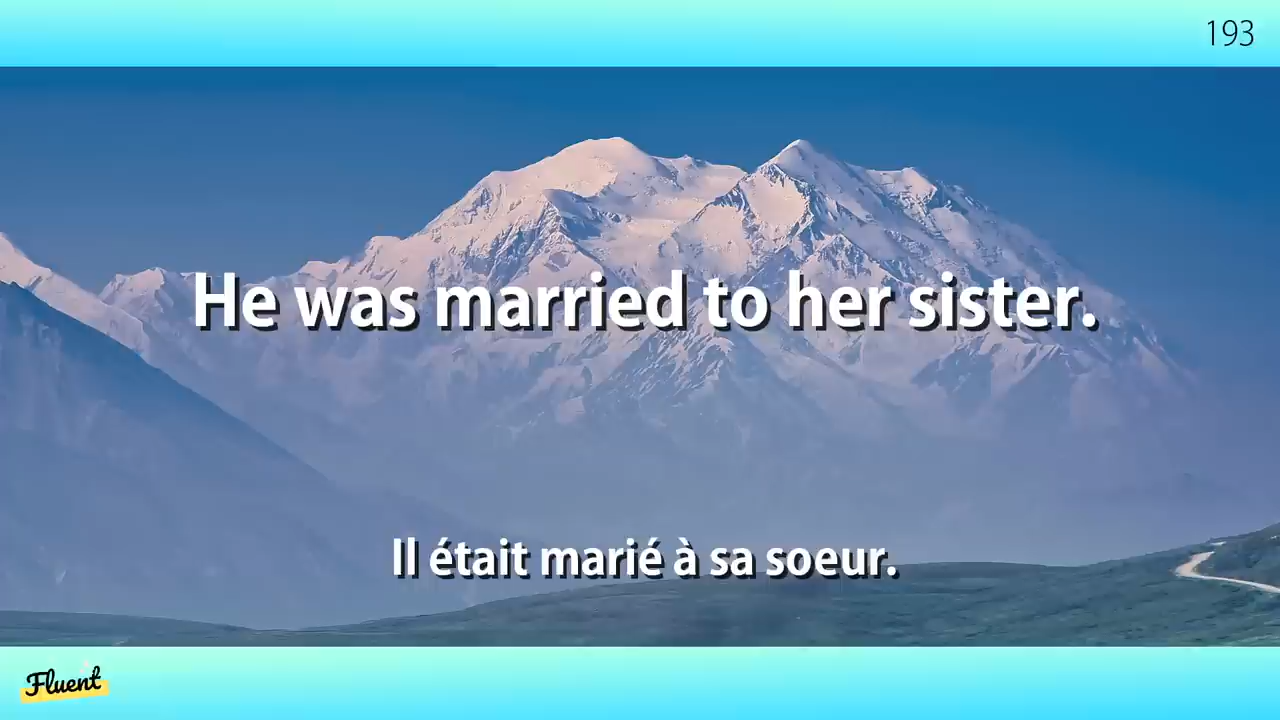 193
He was married to her sister.
Il était marié à sa soeur.
Fluent